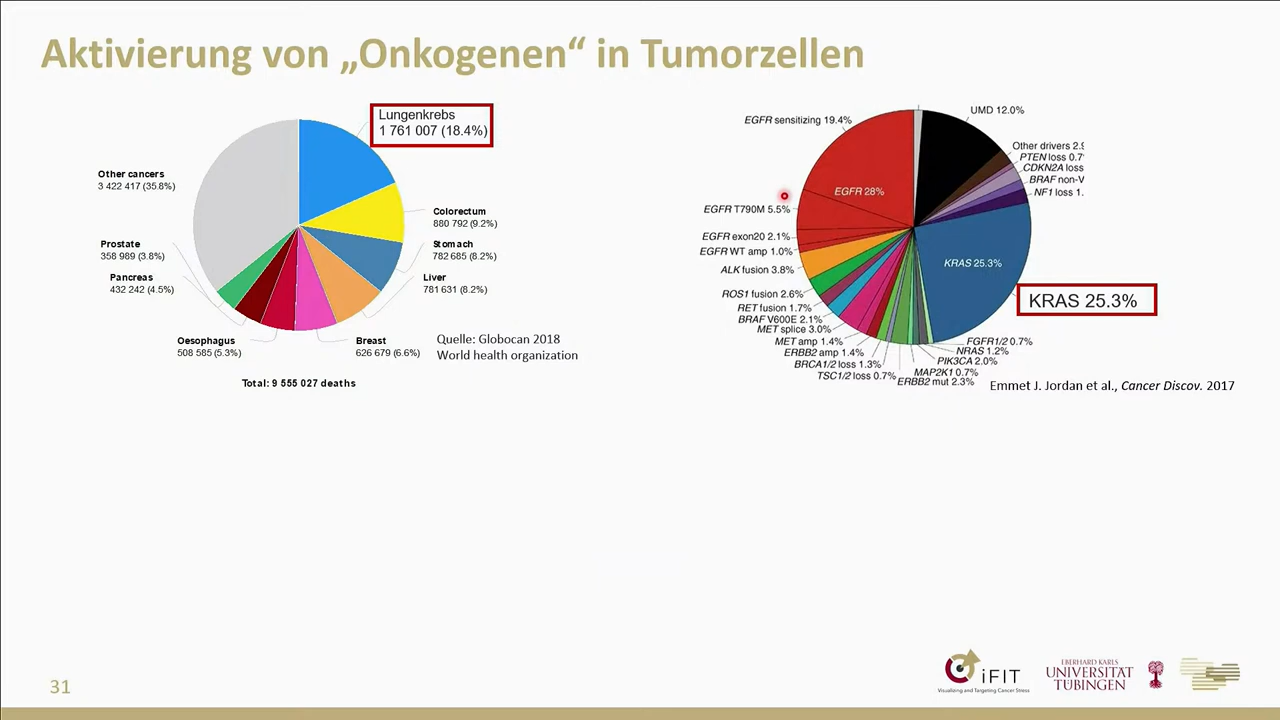 Aktivierung von „Onkogenen“ in Tumorzellen
Lungenkrebs
1 761 007 (18.4%)
Other cancers
3 422 417 (35.8%)
Colorectum
880 792 (9.2%)
Prostate
358 989 (3.8%)
Stomach
782 685 (8.2%)
Pancreas
432 242 (4.5%)
Liver
781 631 (8.2%)
Oesophagus
508 585 (5.3%)
Breast
626 679 (6.6%)
Quelle: Globocan 2018
World health organization
Total: 9 555 027 deaths
UMD 12.0%
EGFR sensitizing 19.4%
Other drivers 2.9
PTEN loss 0.7
CDKN2A loss
BRAF non-V
NF1 loss 1.
EGFR 28%
EGFR T790M 5.5%
EGFR exon20 2.1%
EGFR WT amp 1.0%
ALK fusion 3.8%
KRAS 25.3%
KRAS 25.3%
ROS1 fusion 2.6%
RET fusion 1.7%
BRAF V600E 2.1%
MET splice 3.0%
MET amp 1.4%
ERBB2 amp 1.4%
BRCA1/2 loss 1.3%
TSC1/2 loss 0.7%
ERBB2 mut 2.3%
MAP2K1 0.7%
PIK3CA 2.0%
NRAS 1.2%
FGFR1/2 0.7%
Emmet J. Jordan et al., Cancer Discov. 2017
31
iFIT
Visualizing and Targeting Cancer Stress
EBERHARD KARLS
UNIVERSITÄT
TÜBINGEN